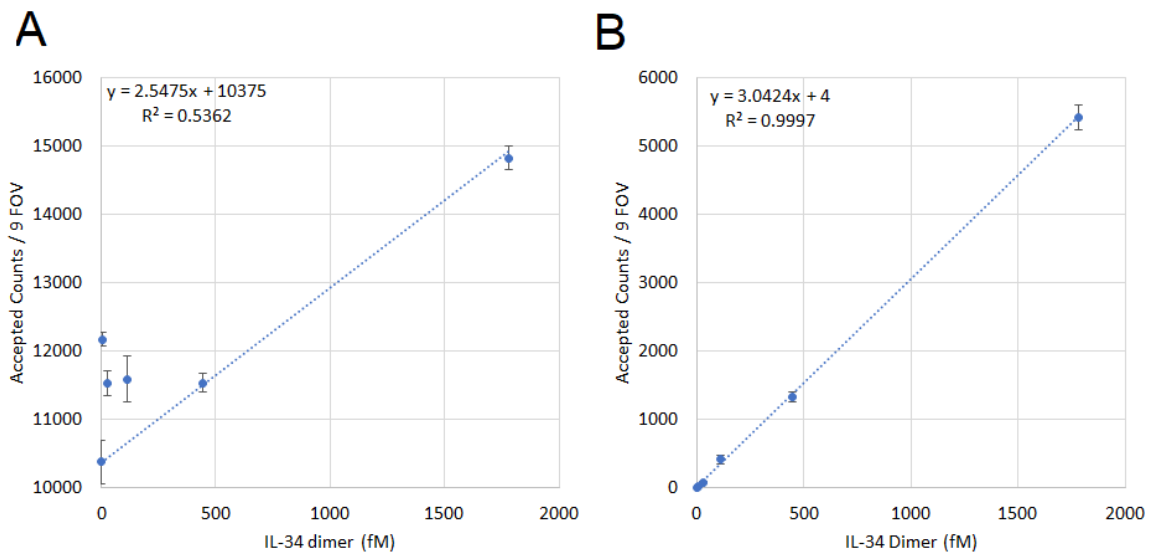 A
B
y = 2.5475x + 10375
R² = 0.5362
16000
15000
14000
13000
12000
11000
10000
Accepted Counts / 9 FOV
0
500
1000
1500
2000
IL-34 dimer (fM)
y = 3.0424x + 4
R² = 0.9997
6000
5000
4000
3000
2000
1000
0
Accepted Counts / 9 FOV
0
500
1000
1500
2000
IL-34 Dimer (fM)